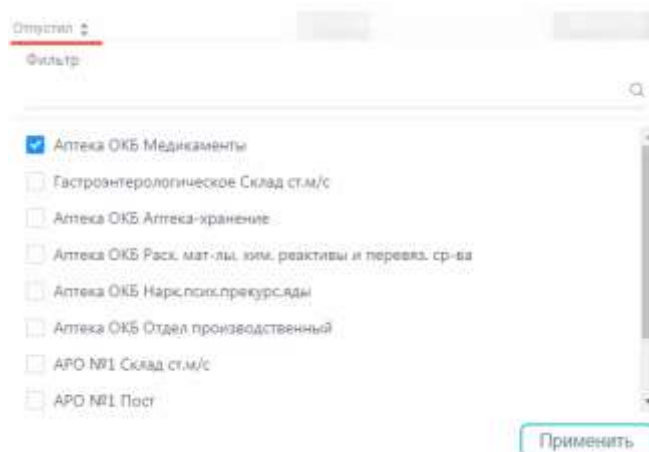 Отпустил
Фильтр
Аптека ОКБ Медикаменты
Гастроэнтерологическое Склад ст.м/с
Аптека ОКБ Аптека-хранение
Аптека ОКБ Расх. мат-лы. хим. реактивы и перевяз. ср-ва
Аптека ОКБ Нарк.псих.прекурс.яды
Аптека ОКБ Отдел производственный
АРО №1 Склад ст.м/с
АРО №1 Пост
Применить